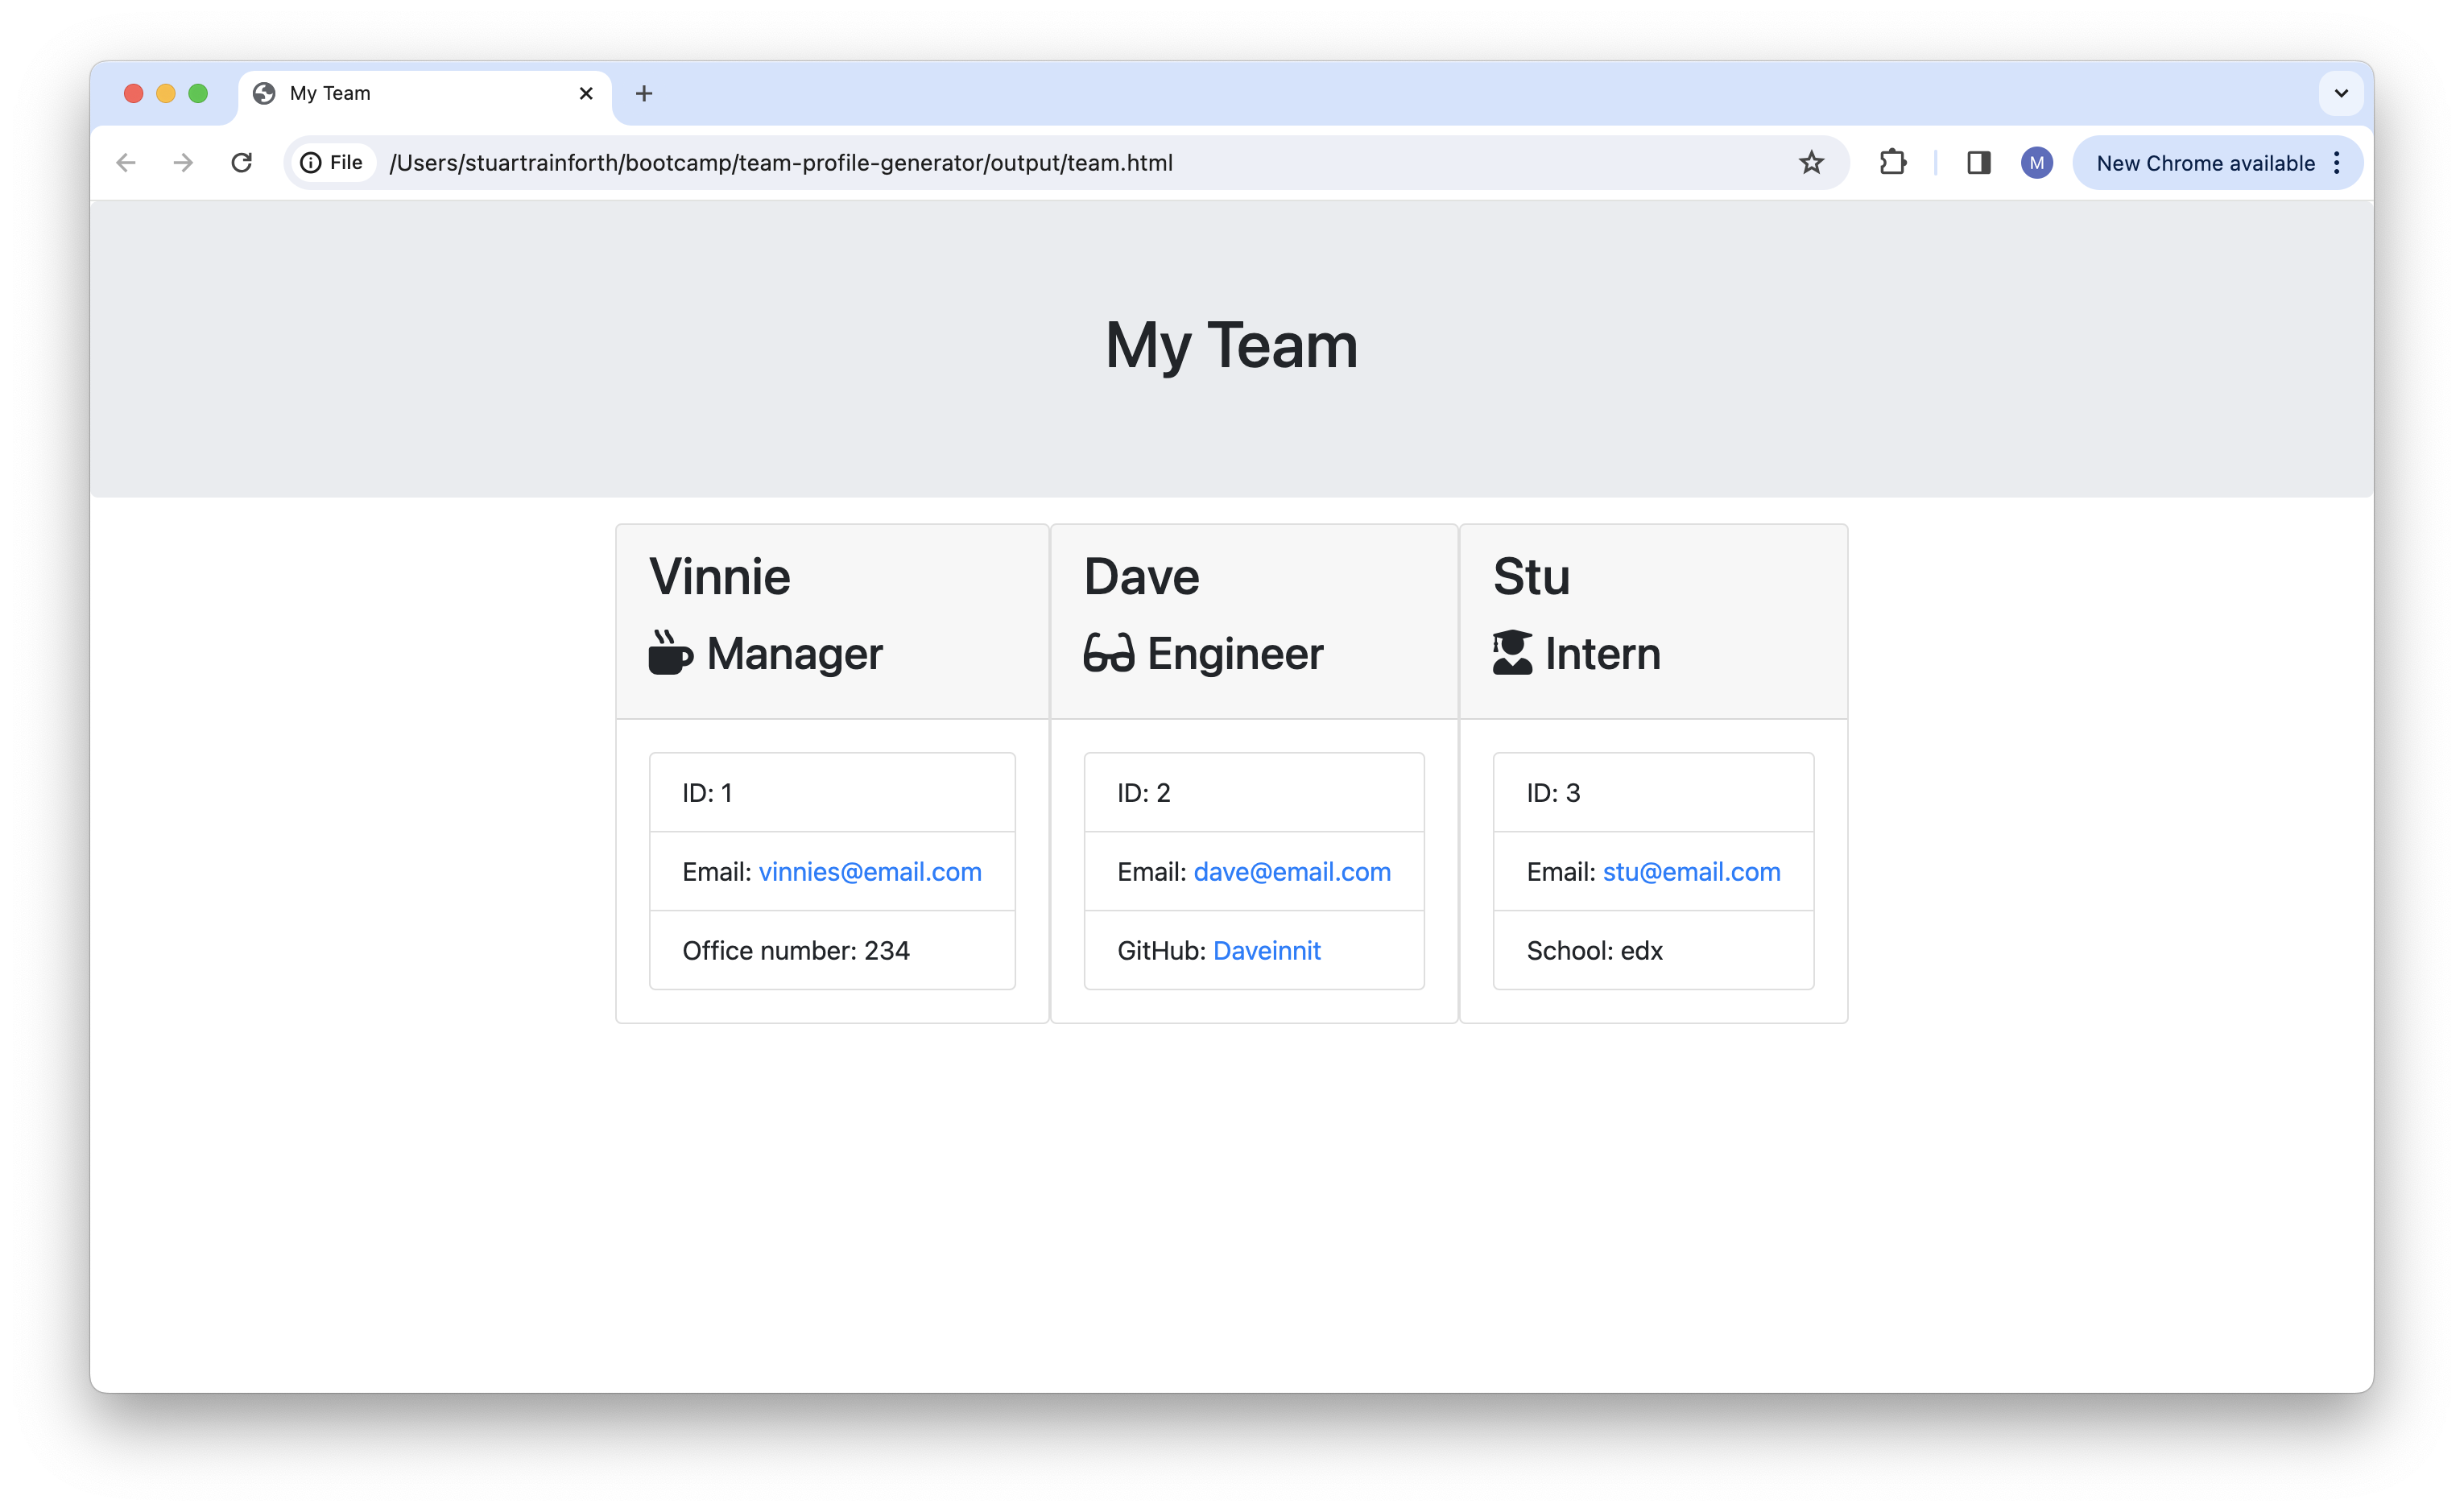 My Team
File /Users/stuartrainforth/bootcamp/team-profile-generator/output/team.html M New Chrome available
My Team
Vinnie
Manager
ID: 1
Email: vinnies@email.com
Office number: 234
Dave
Engineer
ID: 2
Email: dave@email.com
GitHub: Daveinnit
Stu
Intern
ID: 3
Email: stu@email.com
School: edx